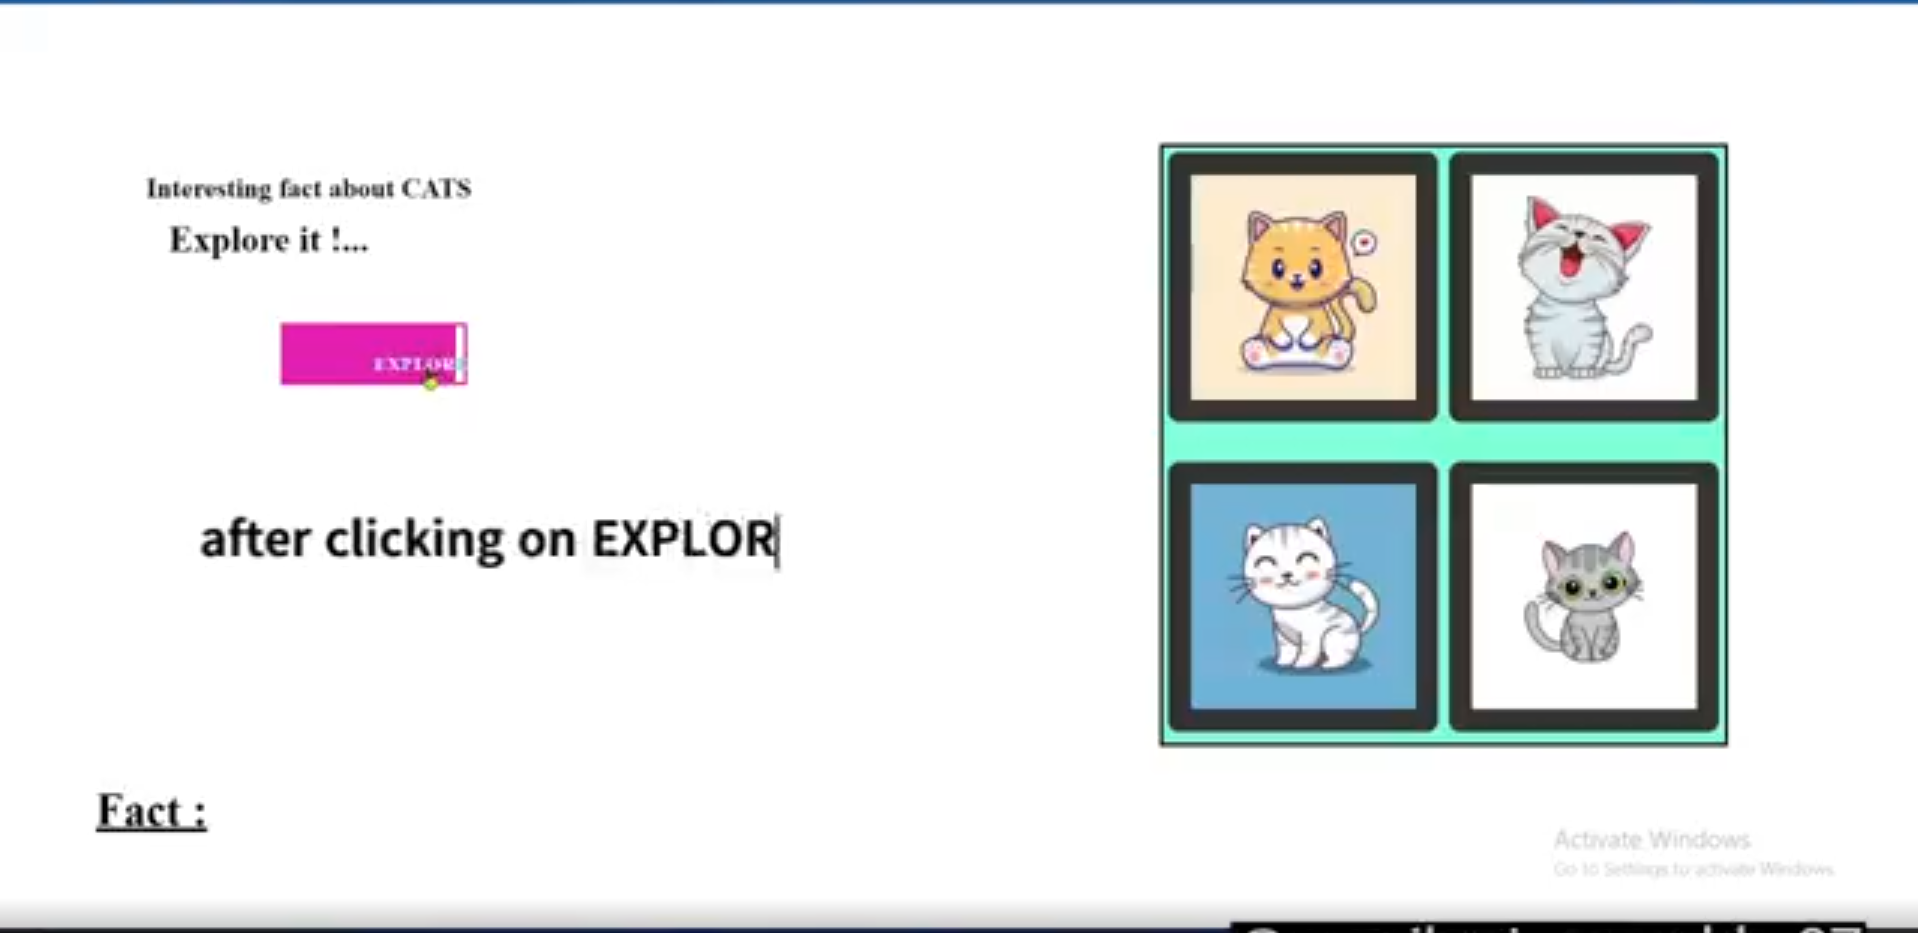 Interesting fact about CATS
Explore it !...
EXPLORE
after clicking on EXPLOR
Fact :
Activate Windows
Go to Settings to activate Windows.